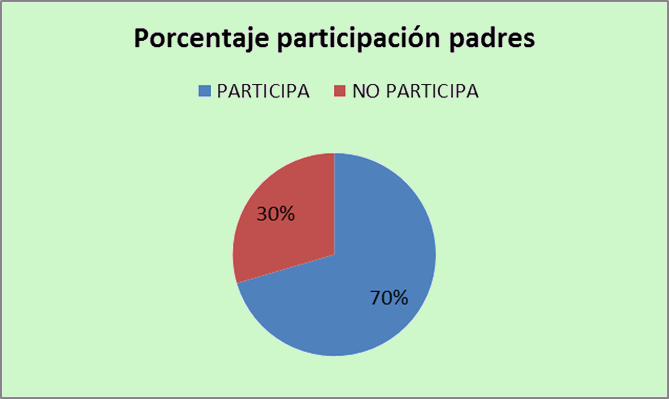 Porcentaje participación padres
PARTICIPA NO PARTICIPA
30%
70%